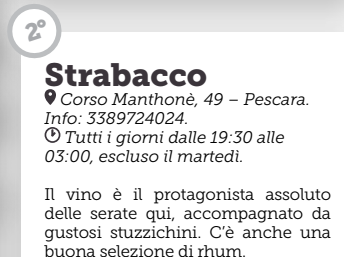 2°
Strabacco
Corso Manthonè, 49 – Pescara.
Info: 3389724024.
Tutti i giorni dalle 19:30 alle
03:00, escluso il martedì.
Il vino è il protagonista assoluto
delle serate qui, accompagnato da
gustosi stuzzichini. C'è anche una
buona selezione di rhum.